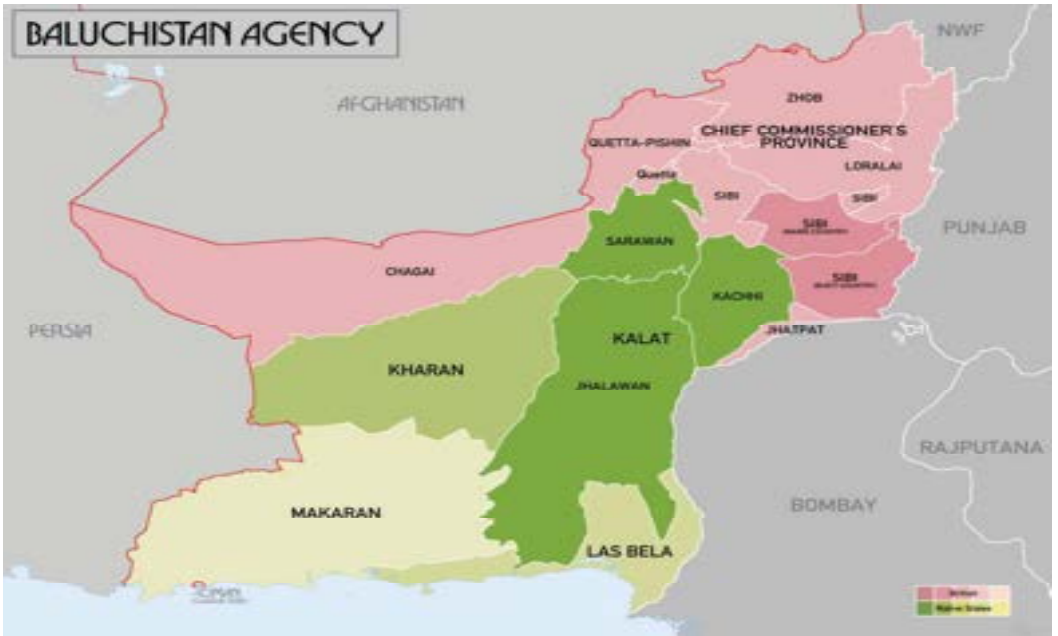 BALUCHISTAN AGENCY
NWF
AFGHANISTAN
ZHOB
CHIEF COMMISSIONER'S
PROVINCE
QUETTA-PISHIN
LORALAI
Quetta
SIBI
SIBI
SIBI
PUNJAB
SARAWAN
CHAGAI
SIBI
KACHHI
PERSIA
JHATPAT
KALAT
KHARAN
JHALAWAN
RAJPUTANA
BOMBAY
MAKARAN
LAS BELA
British
Native States